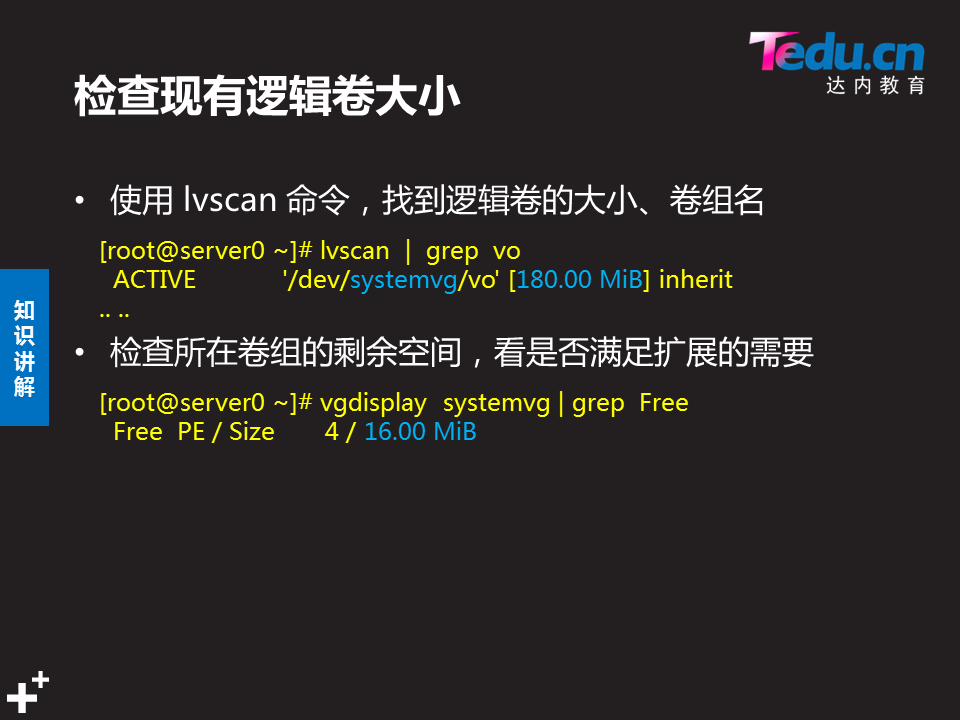 Tedu.cn
达内教育
检查现有逻辑卷大小
• 使用 lvscan 命令，找到逻辑卷的大小、卷组名
[root@server0 ~]# lvscan | grep vo
ACTIVE '/dev/systemvg/vo' [180.00 MiB] inherit
.. ..
• 检查所在卷组的剩余空间，看是否满足扩展的需要
[root@server0 ~]# vgdisplay systemvg | grep Free
Free PE / Size 4 / 16.00 MiB
知识讲解